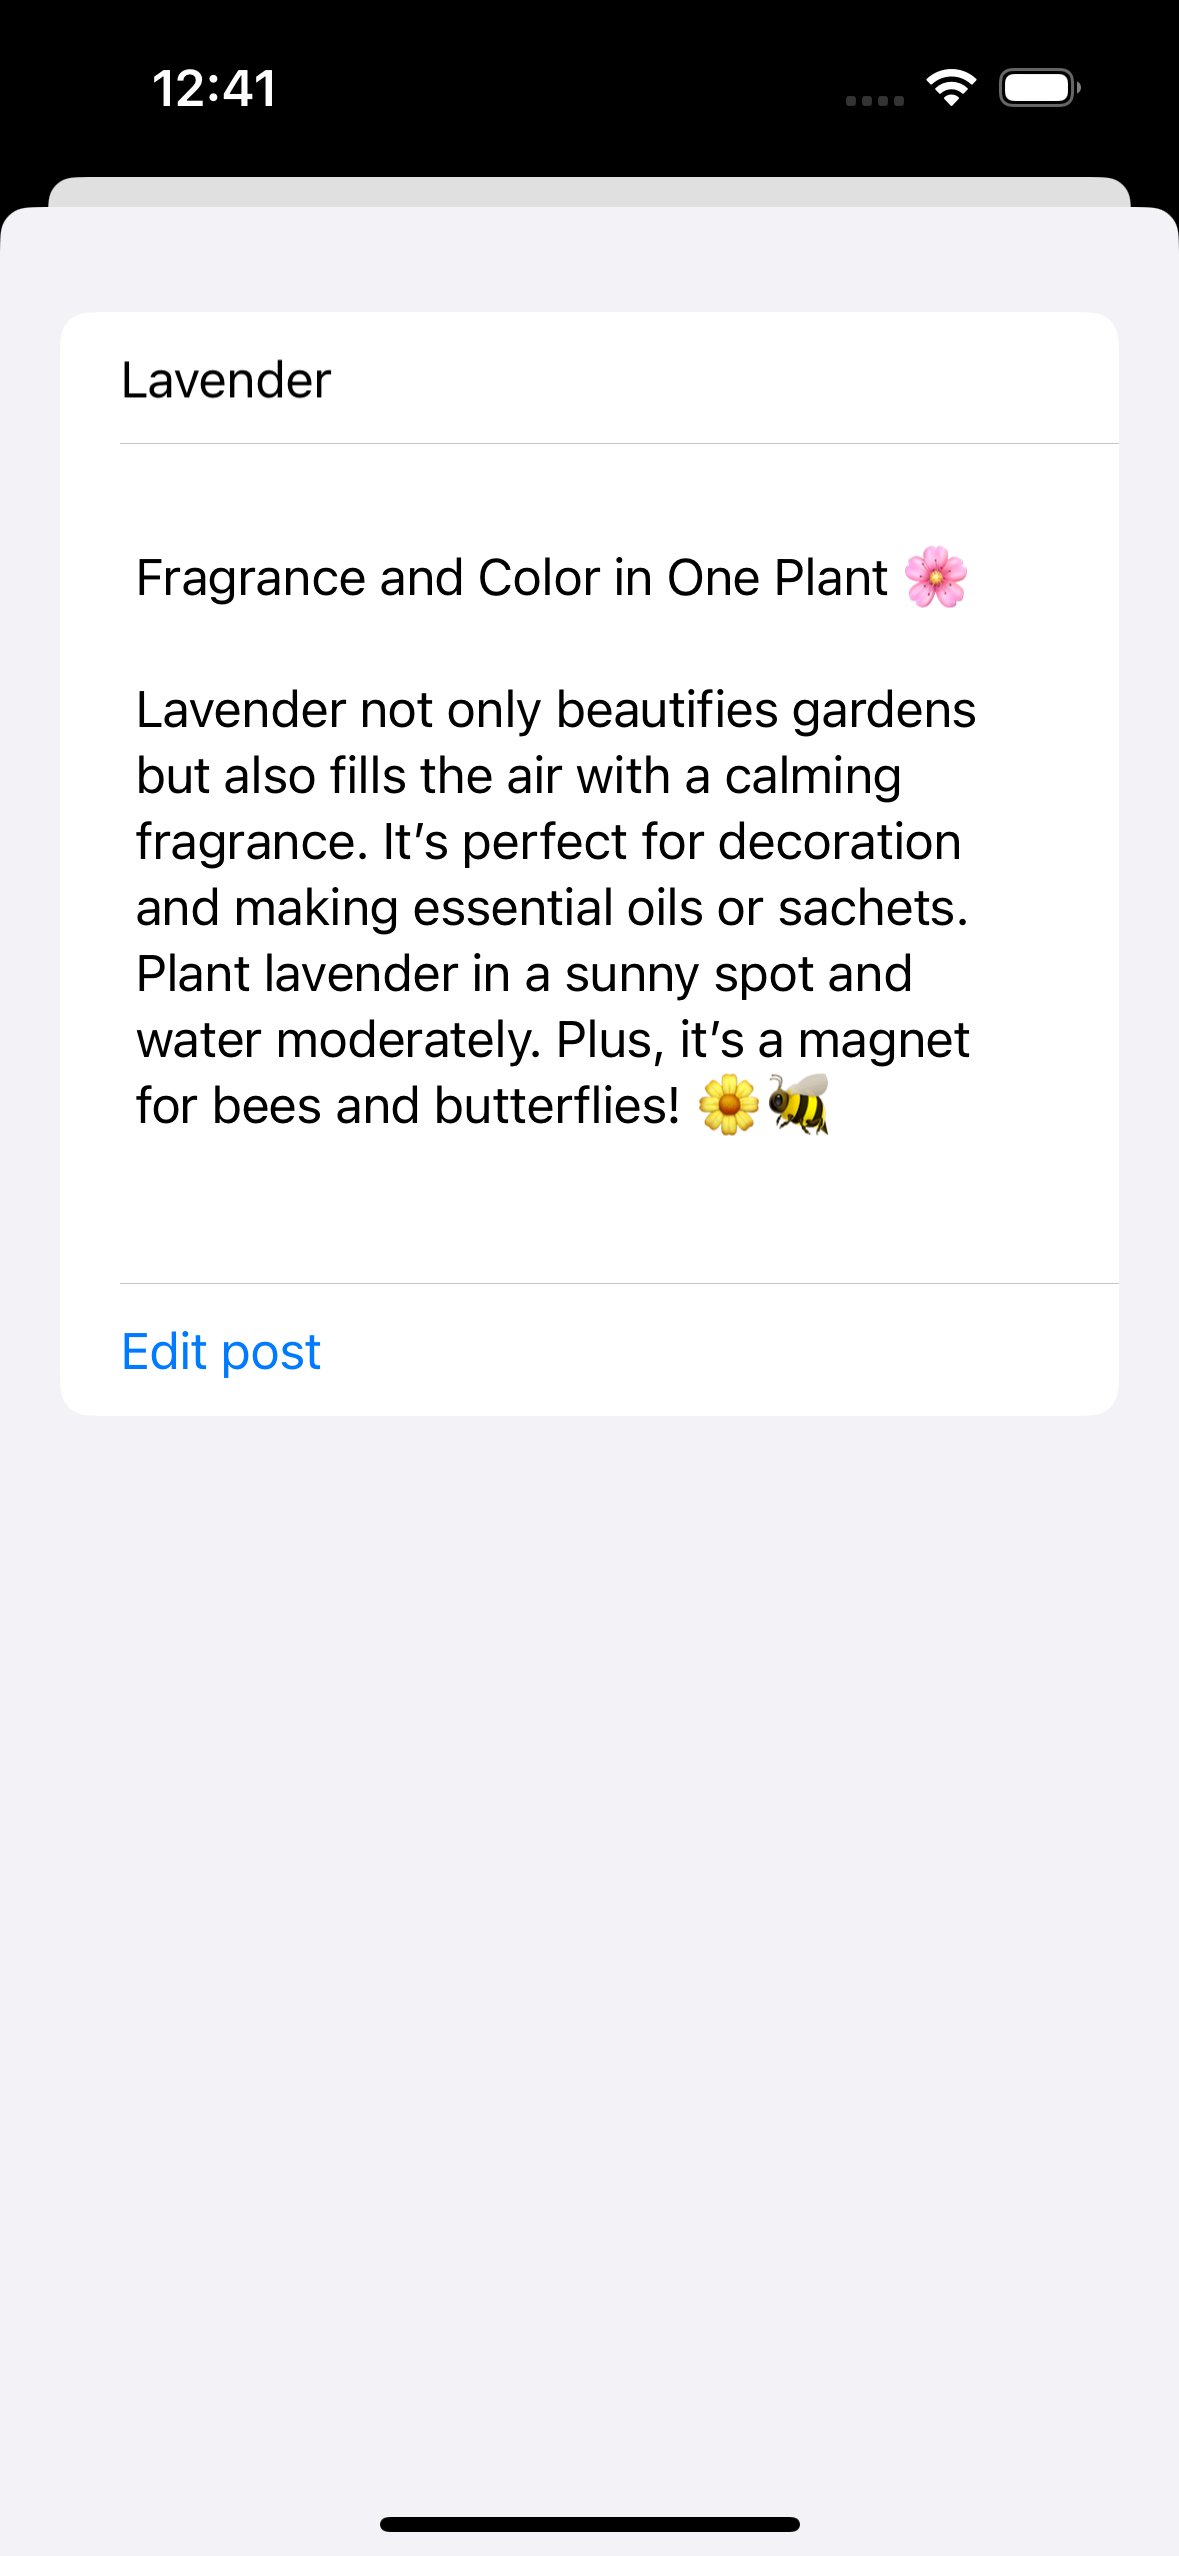 12:41
Lavender
Fragrance and Color in One Plant 🌸
Lavender not only beautifies gardens
but also fills the air with a calming
fragrance. It’s perfect for decoration
and making essential oils or sachets.
Plant lavender in a sunny spot and
water moderately. Plus, it’s a magnet
for bees and butterflies! 🌼🐝
Edit post